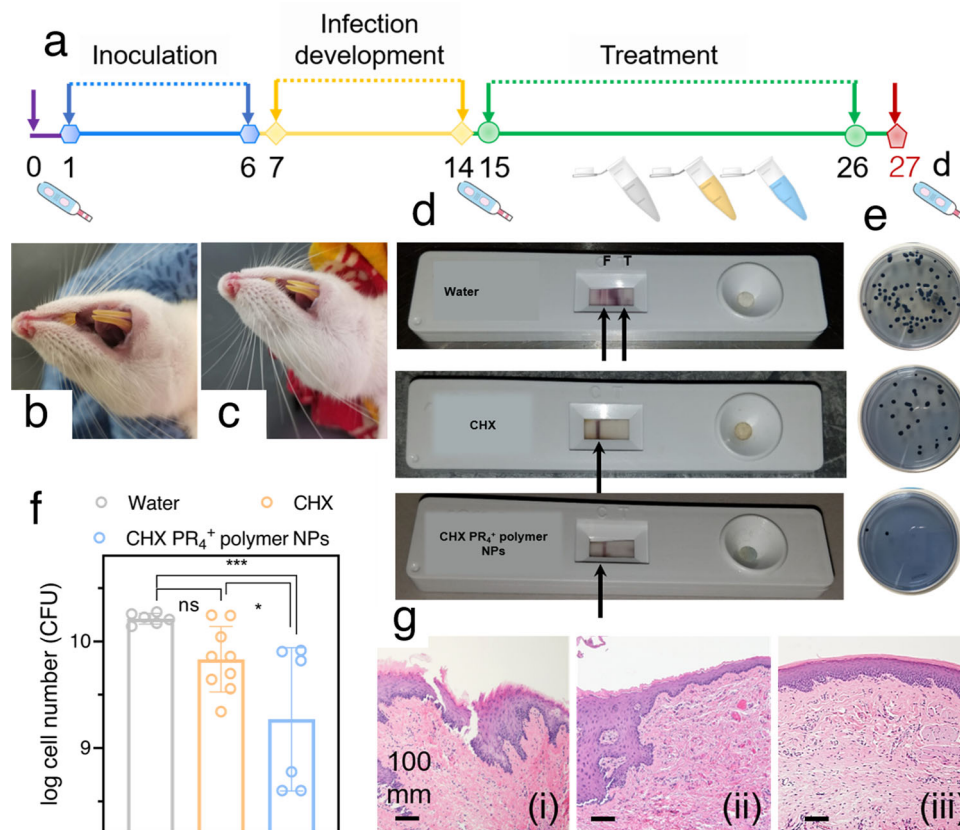 a
Inoculation
Infection
development
Treatment
0 1 6 7 14 15 26 27 d
b
c
d
F T
Water
C T
CHX
C T
CHX PR₄⁺ polymer
NPs
e
f
Water
CHX
CHX PR₄⁺ polymer NPs
log cell number (CFU)
10
9
***
ns
*
g
100
mm
(i)
(ii)
(iii)